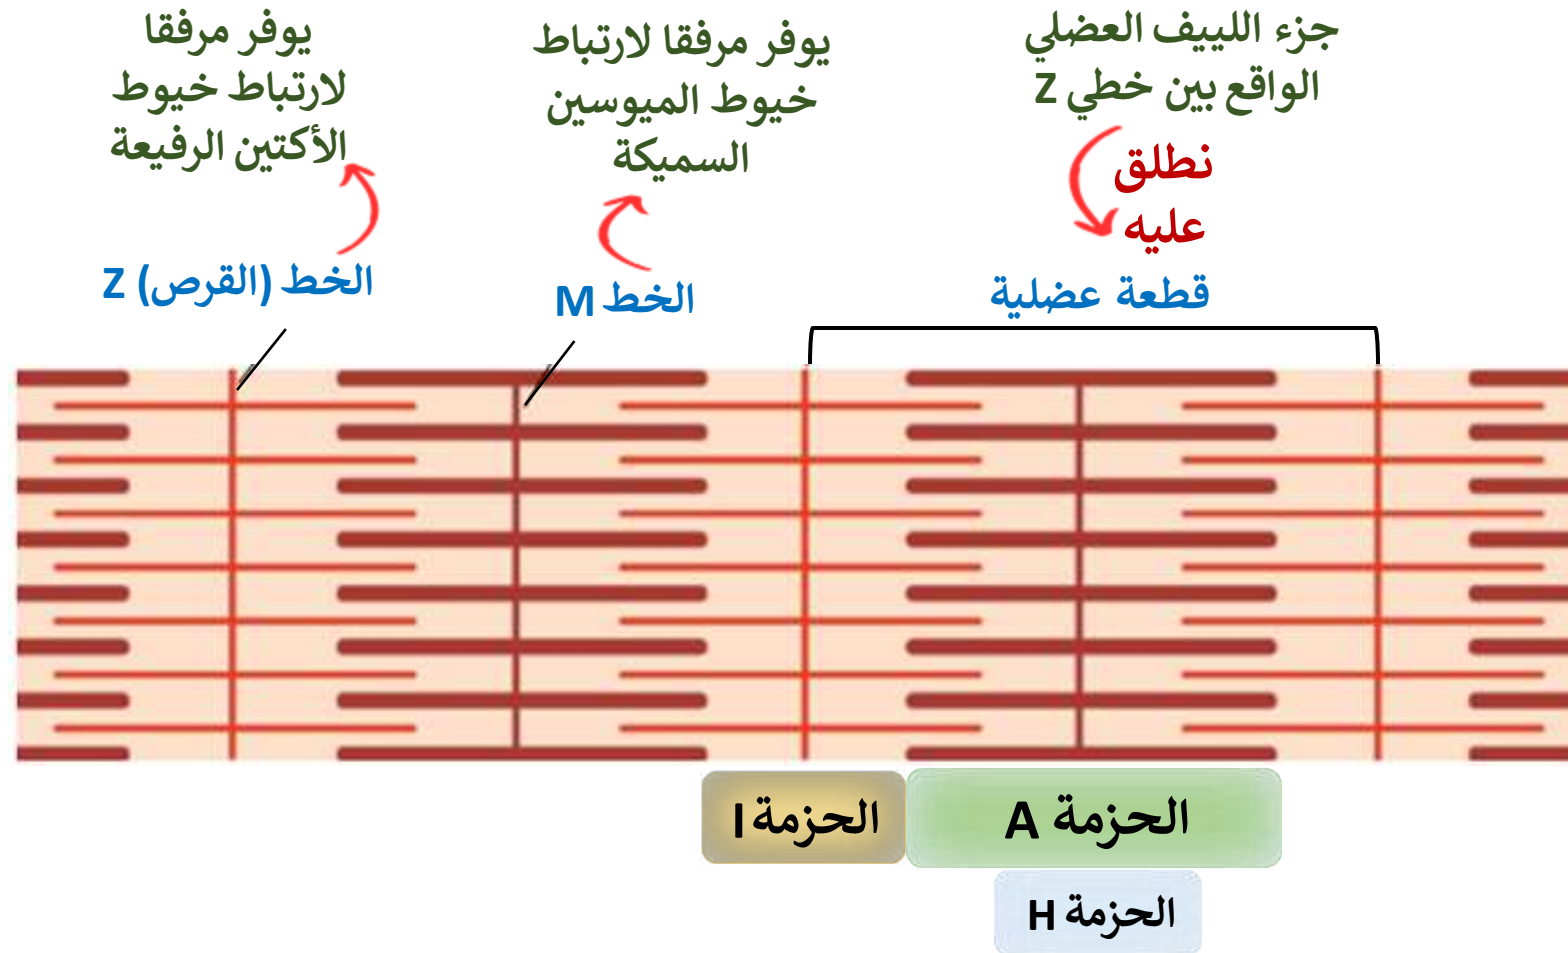 جزء اللييف العضلي
الواقع بين خطي Z
نطلق
عليه
قطعة عضلية
يوفر مرفقا لارتباط
خيوط الميوسين
السميكة
الخط M
يوفر مرفقا
لارتباط خيوط
الأكتين الرفيعة
الخط (القرص) Z
الحزمة A
الحزمة I
الحزمة H